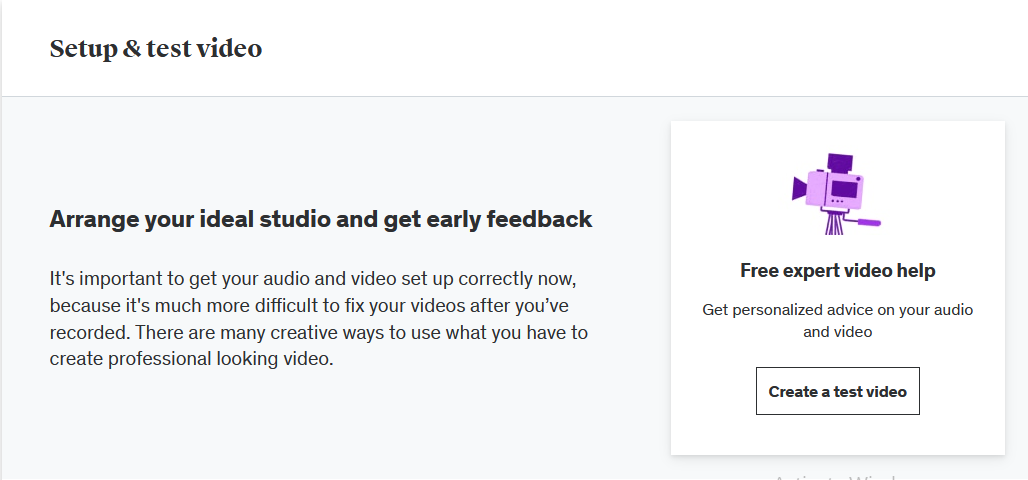 Setup & test video
Arrange your ideal studio and get early feedback
It's important to get your audio and video set up correctly now,
because it's much more difficult to fix your videos after you’ve
recorded. There are many creative ways to use what you have to
create professional looking video.
Free expert video help
Get personalized advice on your audio
and video
Create a test video